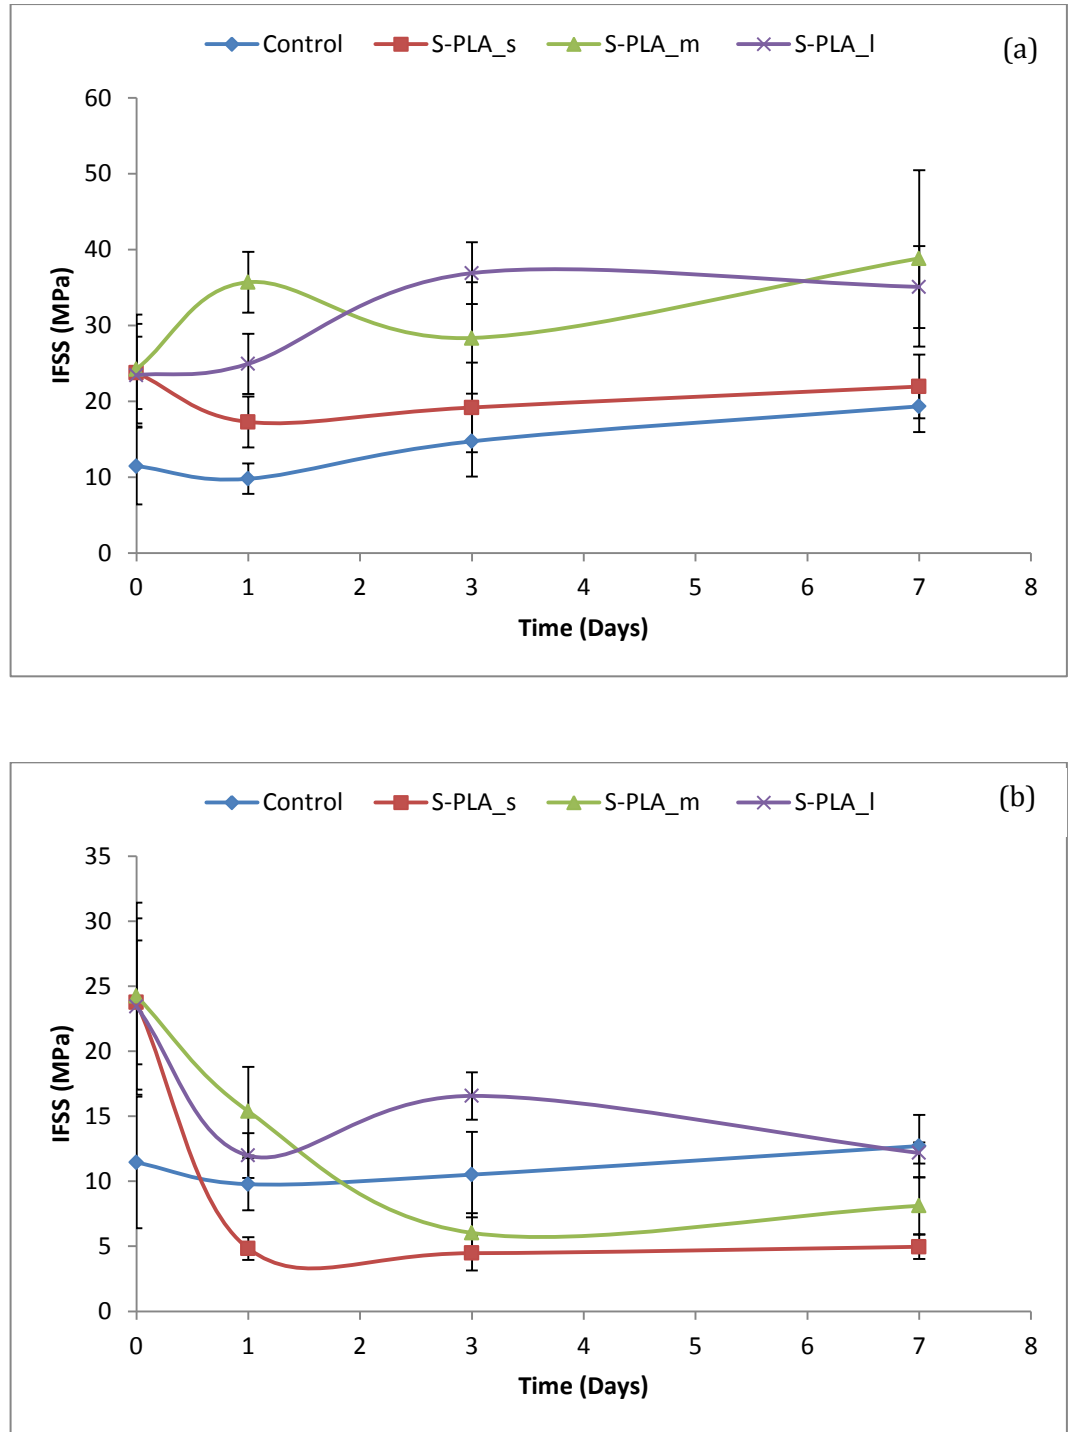 Control S-PLA_s S-PLA_m S-PLA_l (a)
60
50
40
30
20
10
0
IFSS (MPa)
0 1 2 3 4 5 6 7 8
Time (Days)
Control S-PLA_s S-PLA_m S-PLA_l (b)
35
30
25
20
15
10
5
0
IFSS (MPa)
0 1 2 3 4 5 6 7 8
Time (Days)